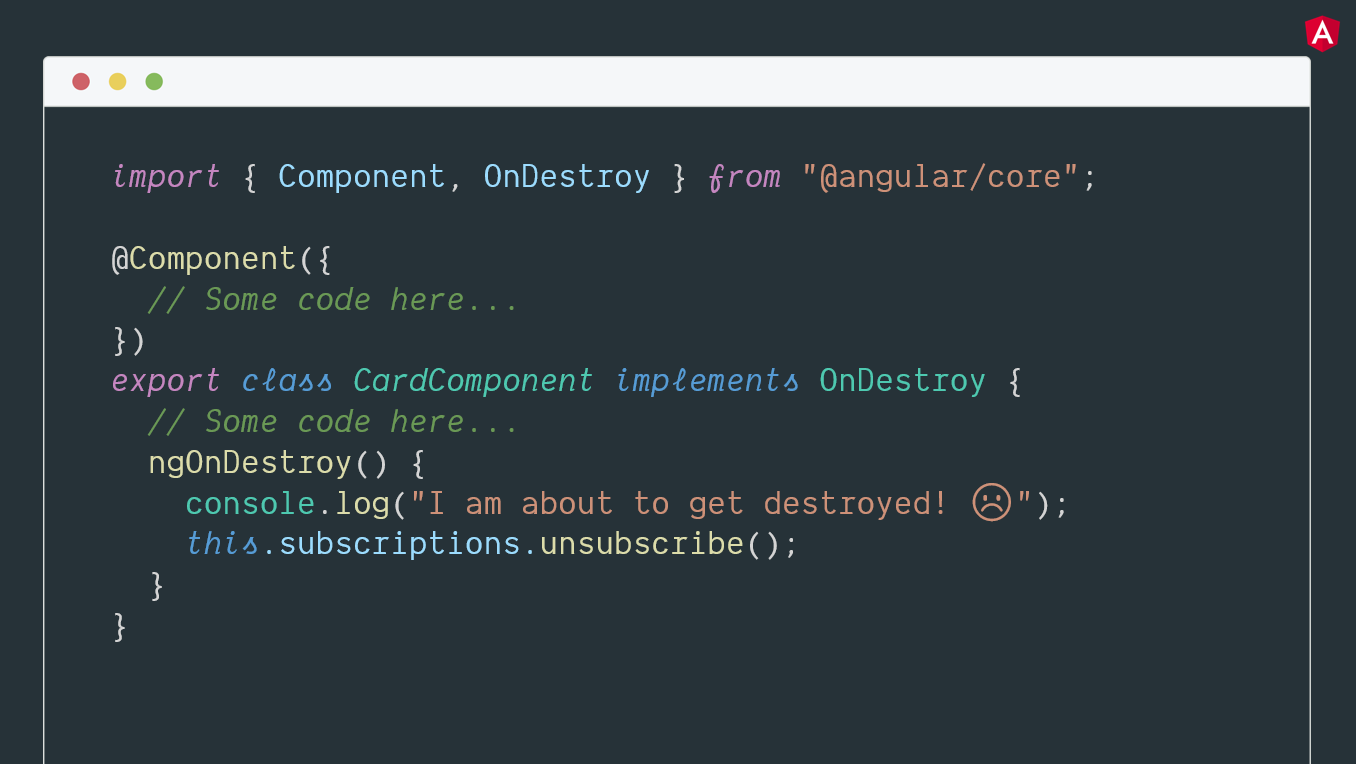 import { Component, OnDestroy } from "@angular/core";
@Component({
  // Some code here...
})
export class CardComponent implements OnDestroy {
  // Some code here...
  ngOnDestroy() {
    console.log("I am about to get destroyed! ☹");
    this.subscriptions.unsubscribe();
  }
}